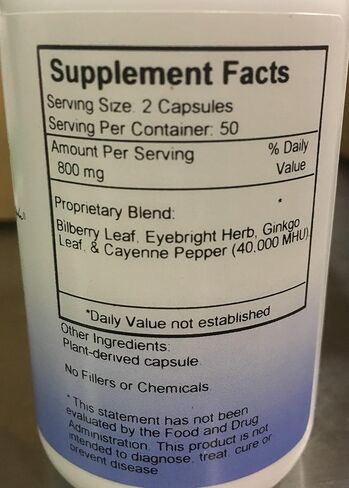 Supplement Facts
Serving Size: 2 Capsules
Serving Per Container: 50
Amount Per Serving % Daily
800 mg Value
Proprietary Blend: *
Bilberry Leaf, Eyebright Herb, Ginkgo
Leaf, & Cayenne Pepper (40,000 MHU)
*Daily Value not established
Other Ingredients:
Plant-derived capsule
No Fillers or Chemicals
* This statement has not been
evaluated by the Food and Drug
Administration. This product is not
intended to diagnose, treat, cure or
prevent disease